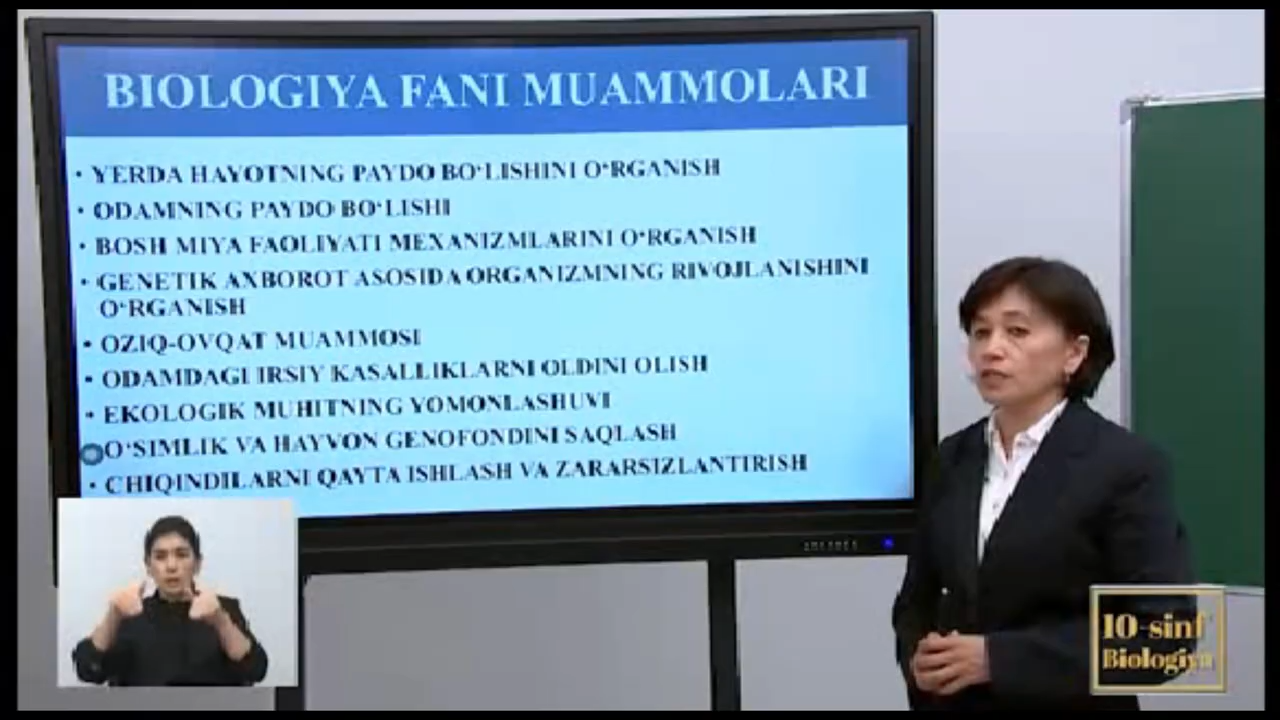 BIOLOGIYA FANI MUAMMOLARI
• YERDA HAYOTNING PAYDO BO‘LISHINI O‘RGANISH
• ODAMNING PAYDO BO‘LISHI
• BOSH MIYA FAOLIYATI MEXANIZMLARINI O‘RGANISH
• GENETIK AXBOROT ASOSIDA ORGANIZMNING RIVOJLANISHINI
O‘RGANISH
• OZIQ-OVQAT MUAMMOSI
• ODAMDAGI IRSIY KASALLIKLARNI OLDINI OLISH
• EKOLOGIK MUHITNING YOMONLASHUVI
O‘SIMLIK VA HAYVON GENOFONDINI SAQLASH
• CHIQINDILARNI QAYTA ISHLASH VA ZARARSIZLANTIRISH
10-sinf
Biologiya